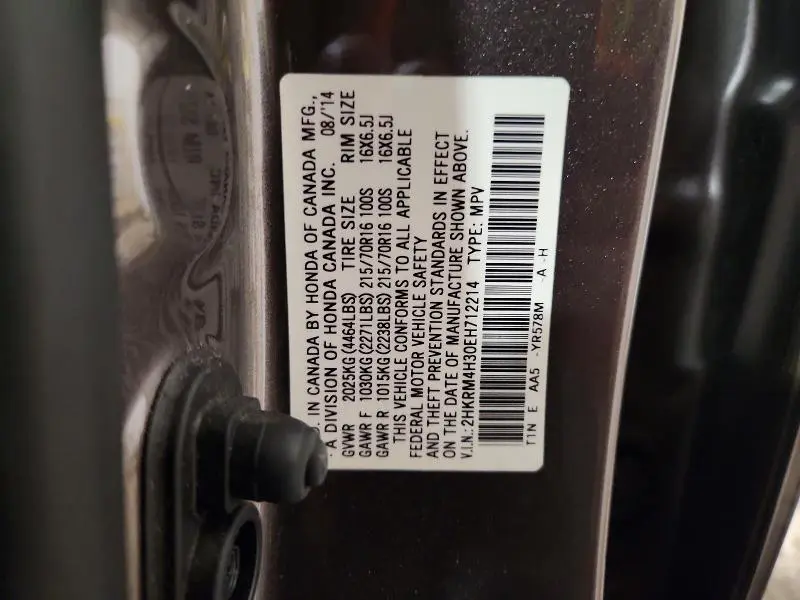 . IN CANADA BY HONDA OF CANADA MFG.,
A DIVISION OF HONDA CANADA INC. 08/'14
GVWR 2025KG(4464LBS) TIRE SIZE RIM SIZE
GAWR F 1030KG(2271LBS) 215/70R16 100S 16X6.5J
GAWR R 1015KG(2238LBS) 215/70R16 100S 16X6.5J
THIS VEHICLE CONFORMS TO ALL APPLICABLE
FEDERAL MOTOR VEHICLE SAFETY
AND THEFT PREVENTION STANDARDS IN EFFECT
ON THE DATE OF MANUFACTURE SHOWN ABOVE.
V.I.N.: 2HKRM4H30EH712214 TYPE: MPV
T1N E AA5 -YR578M -A -H